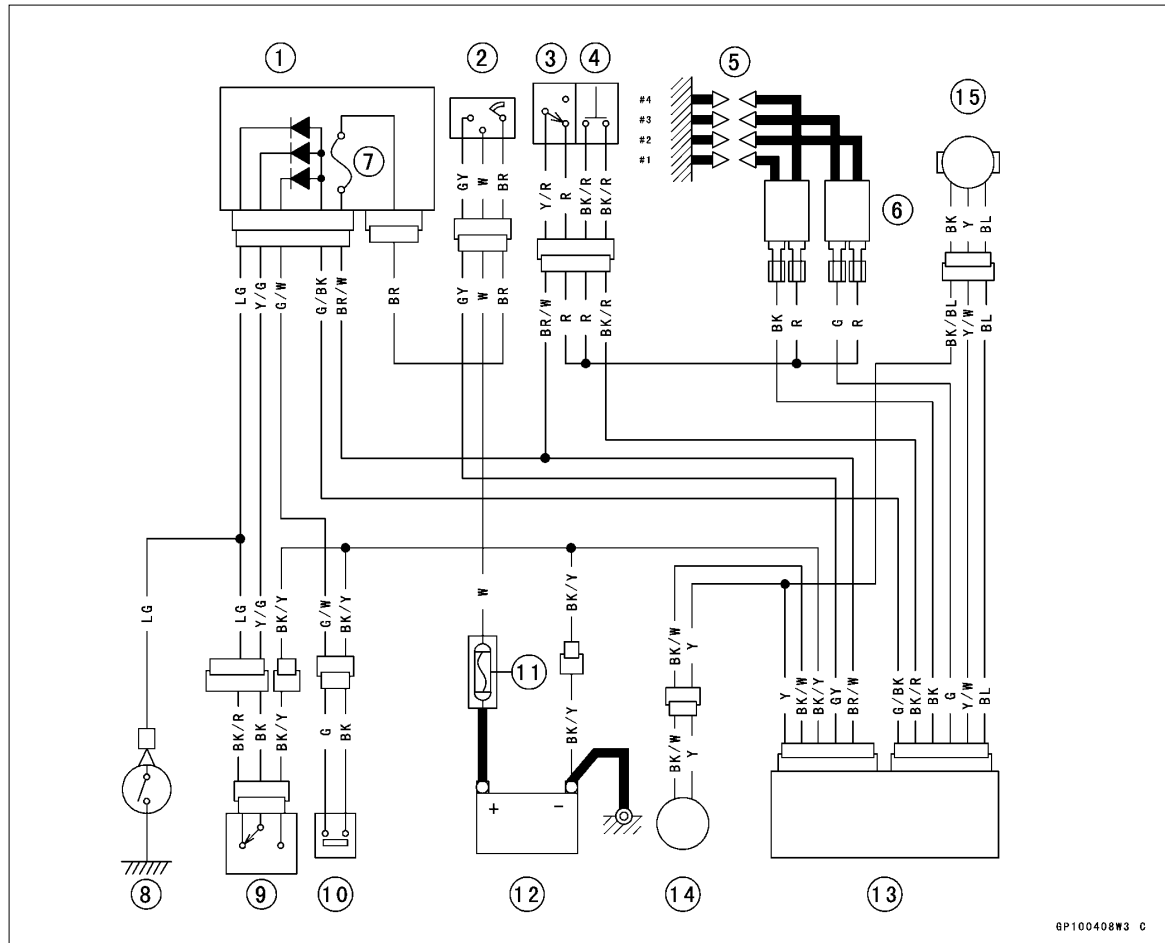 1 2 3 4 5 15
#4
#3
#2
#1
7
6
GY W BR
Y/R R BK/R BK/R
BK Y BL
LG Y/G G/W G/BK BR/W
BR
GY W BR
BR/W R R BK/R
BK R G R
BK/BL Y/W BL
LG
LG Y/G BK/Y G/W BK/Y
W
BK/Y
BK/W Y
11
Y BK/W BK/Y GY BR/W
G/BK BK/R BK G Y/W BL
BK/R BK BK/Y G BK
BK/Y
BK/W Y
+ −
8 9 10 12 14 13
GP100408W3 C